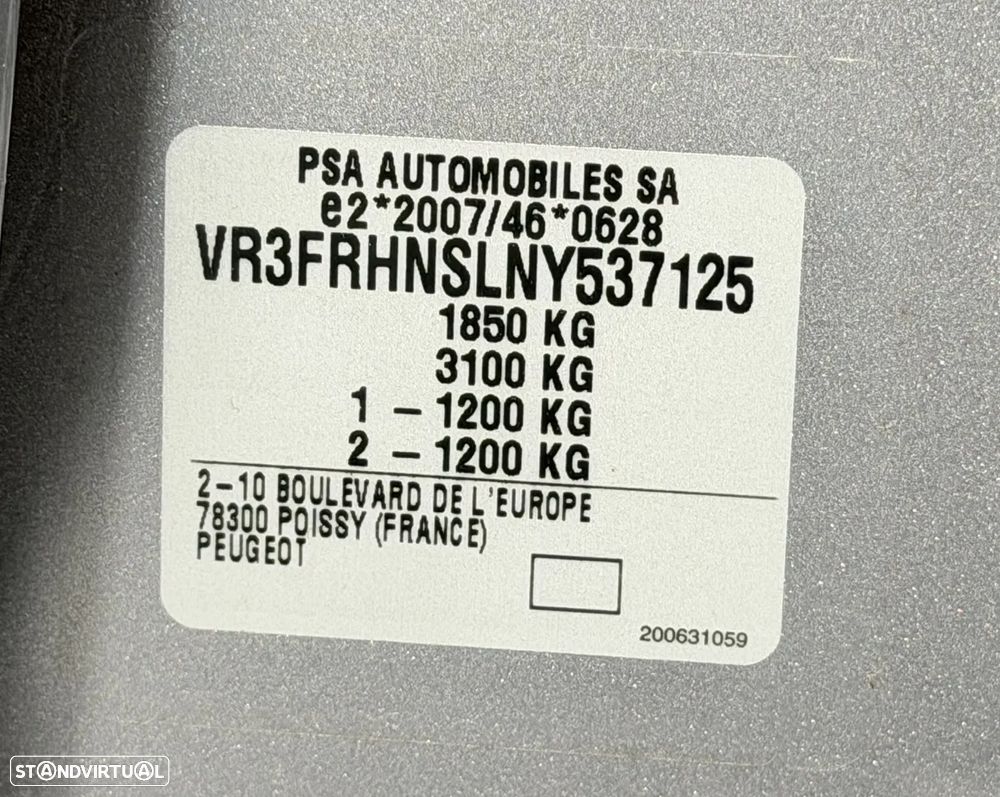 PSA AUTOMOBILES SA
e2*2007/46*0628
VR3FRHNSLNY537125
1850 KG
3100 KG
1 – 1200 KG
2 – 1200 KG
2-10 BOULEVARD DE L'EUROPE
78300 POISSY (FRANCE)
PEUGEOT
200631059
STANDVIRTUAL